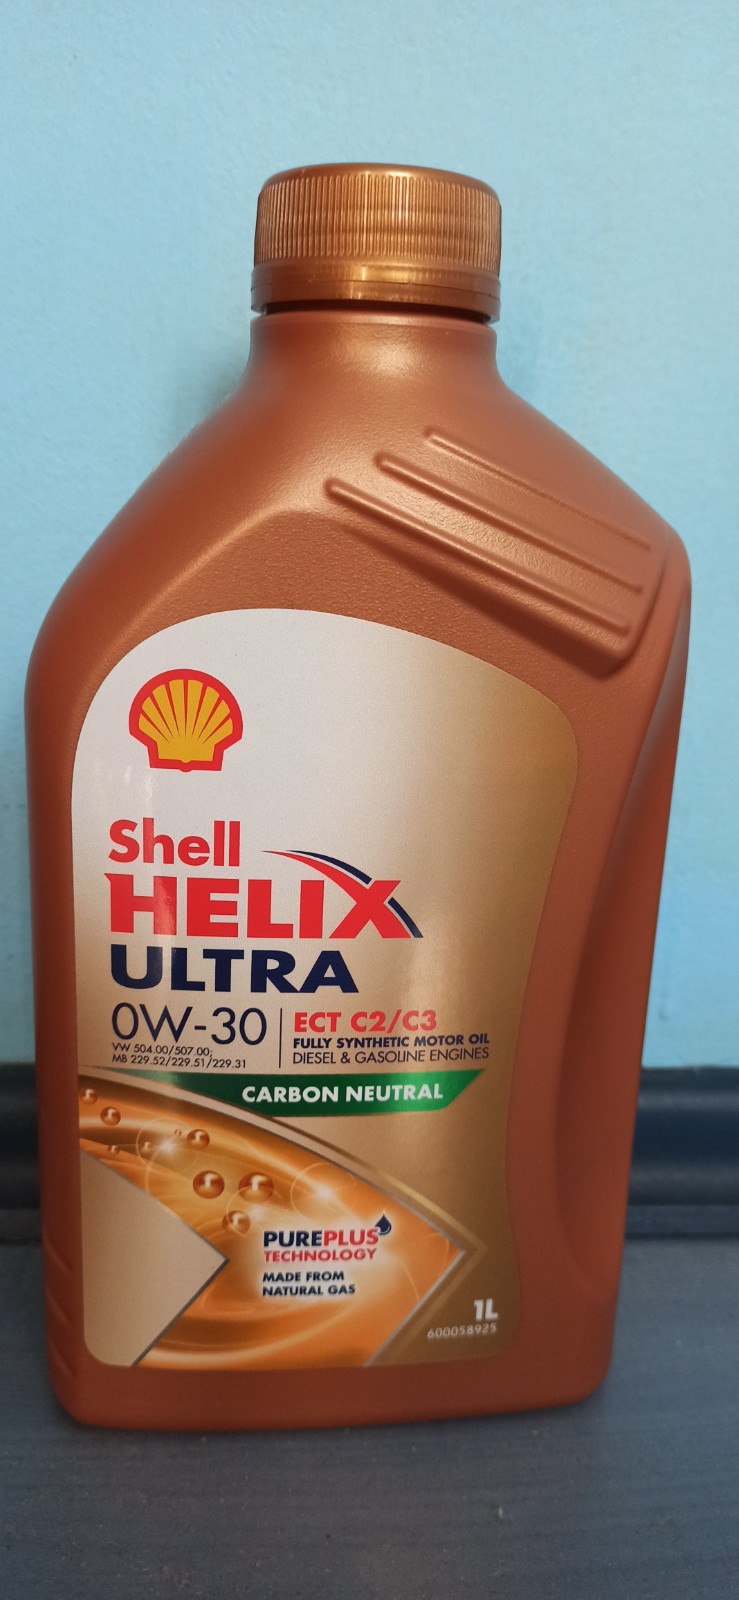 Shell
HELIX
ULTRA
0W-30
VW 504.00/507.00;
MB 229.52/229.51/229.31
ECT C2/C3
FULLY SYNTHETIC MOTOR OIL
DIESEL & GASOLINE ENGINES
CARBON NEUTRAL
PUREPLUS
TECHNOLOGY
MADE FROM
NATURAL GAS
1L
600058925